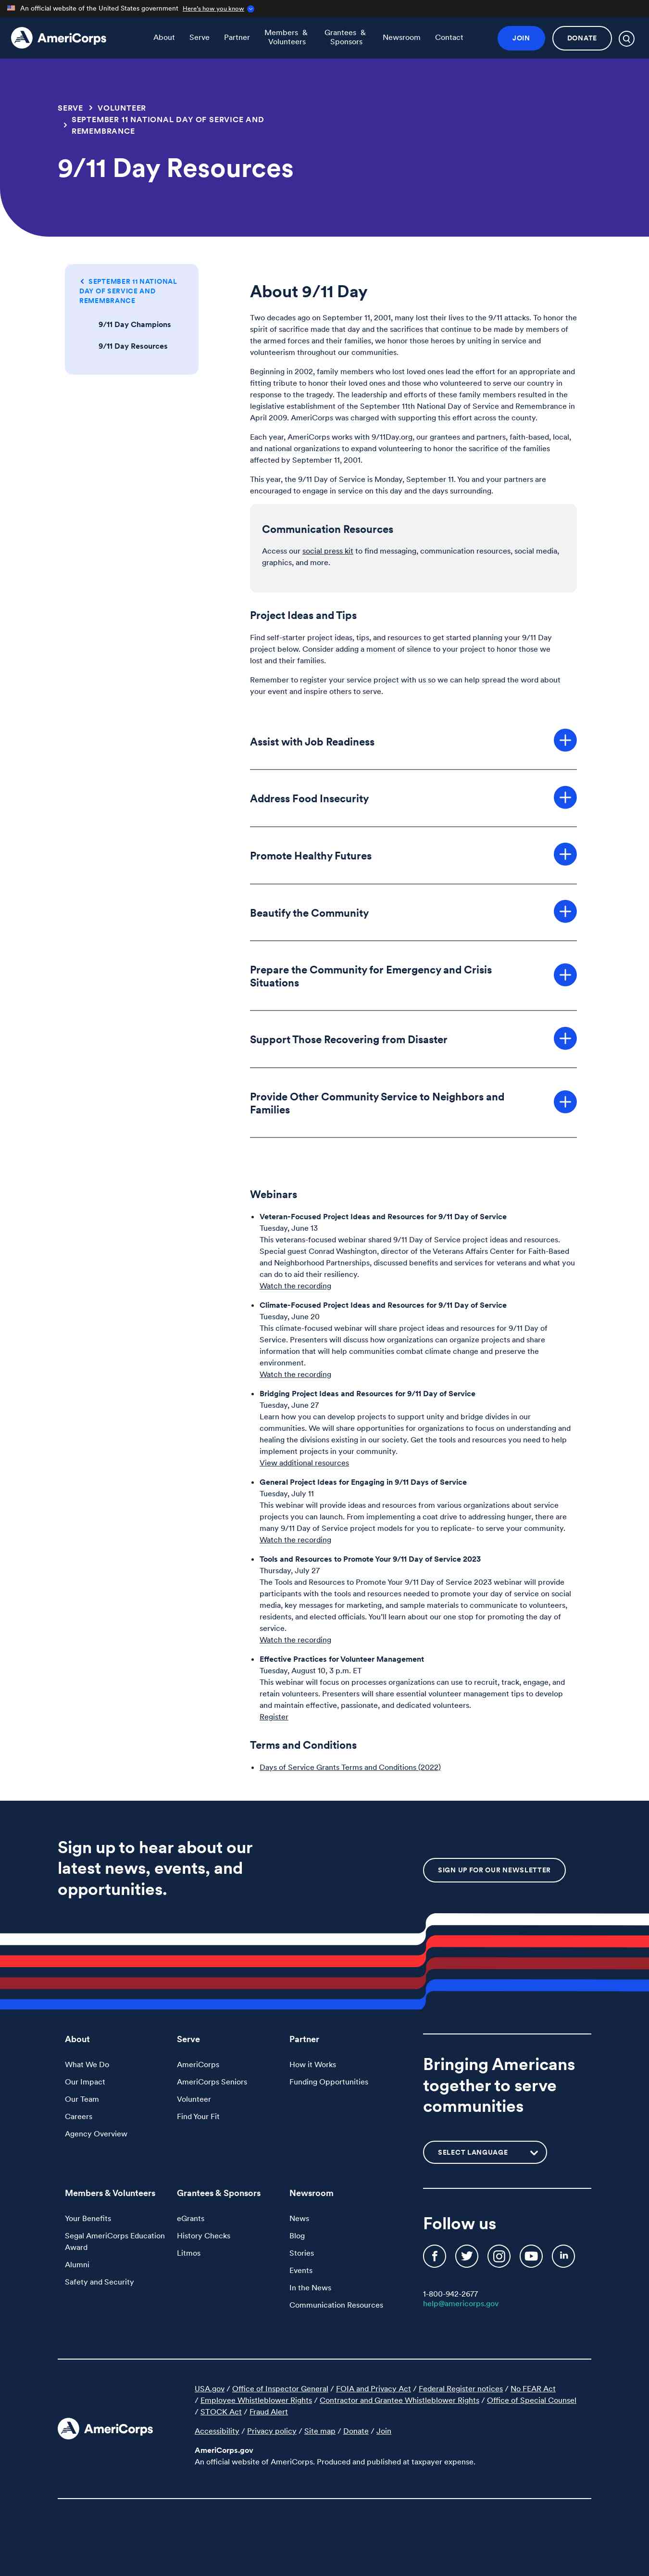 An official website of the United States government Here's how you know
AmeriCorps
About
Serve
Partner
Members & Volunteers
Grantees & Sponsors
Newsroom
Contact
JOIN
DONATE
SERVE > VOLUNTEER
> SEPTEMBER 11 NATIONAL DAY OF SERVICE AND
REMEMBRANCE
9/11 Day Resources
SEPTEMBER 11 NATIONAL
DAY OF SERVICE AND
REMEMBRANCE
9/11 Day Champions
9/11 Day Resources
About 9/11 Day
Two decades ago on September 11, 2001, many lost their lives to the 9/11 attacks. To honor the
spirit of sacrifice made that day and the sacrifices that continue to be made by members of
the armed forces and their families, we honor those heroes by uniting in service and
volunteerism throughout our communities.
Beginning in 2002, family members who lost loved ones lead the effort for an appropriate and
fitting tribute to honor their loved ones and those who volunteered to serve our country in
response to the tragedy. The leadership and efforts of these family members resulted in the
legislative establishment of the September 11th National Day of Service and Remembrance in
April 2009. AmeriCorps was charged with supporting this effort across the county.
Each year, AmeriCorps works with 9/11Day.org, our grantees and partners, faith-based, local,
and national organizations to expand volunteering to honor the sacrifice of the families
affected by September 11, 2001.
This year, the 9/11 Day of Service is Monday, September 11. You and your partners are
encouraged to engage in service on this day and the days surrounding.
Communication Resources
Access our social press kit to find messaging, communication resources, social media,
graphics, and more.
Project Ideas and Tips
Find self-starter project ideas, tips, and resources to get started planning your 9/11 Day
project below. Consider adding a moment of silence to your project to honor those we
lost and their families.
Remember to register your service project with us so we can help spread the word about
your event and inspire others to serve.
Assist with Job Readiness
Address Food Insecurity
Promote Healthy Futures
Beautify the Community
Prepare the Community for Emergency and Crisis
Situations
Support Those Recovering from Disaster
Provide Other Community Service to Neighbors and
Families
Webinars
• Veteran-Focused Project Ideas and Resources for 9/11 Day of Service
Tuesday, June 13
This veterans-focused webinar shared 9/11 Day of Service project ideas and resources.
Special guest Conrad Washington, director of the Veterans Affairs Center for Faith-Based
and Neighborhood Partnerships, discussed benefits and services for veterans and what you
can do to aid their resiliency.
Watch the recording
• Climate-Focused Project Ideas and Resources for 9/11 Day of Service
Tuesday, June 20
This climate-focused webinar will share project ideas and resources for 9/11 Day of
Service. Presenters will discuss how organizations can organize projects and share
information that will help communities combat climate change and preserve the
environment.
Watch the recording
• Bridging Project Ideas and Resources for 9/11 Day of Service
Tuesday, June 27
Learn how you can develop projects to support unity and bridge divides in our
communities. We will share opportunities for organizations to focus on understanding and
healing the divisions existing in our society. Get the tools and resources you need to help
implement projects in your community.
View additional resources
• General Project Ideas for Engaging in 9/11 Days of Service
Tuesday, July 11
This webinar will provide ideas and resources from various organizations about service
projects you can launch. From implementing a coat drive to addressing hunger, there are
many 9/11 Day of Service project models for you to replicate- to serve your community.
Watch the recording
• Tools and Resources to Promote Your 9/11 Day of Service 2023
Thursday, July 27
The Tools and Resources to Promote Your 9/11 Day of Service 2023 webinar will provide
participants with the tools and resources needed to promote your day of service on social
media, key messages for marketing, and sample materials to communicate to volunteers,
residents, and elected officials. You'll learn about our one stop for promoting the day of
service.
Watch the recording
• Effective Practices for Volunteer Management
Tuesday, August 10, 3 p.m. ET
This webinar will focus on processes organizations can use to recruit, track, engage, and
retain volunteers. Presenters will share essential volunteer management tips to develop
and maintain effective, passionate, and dedicated volunteers.
Register
Terms and Conditions
• Days of Service Grants Terms and Conditions (2022)
Sign up to hear about our
latest news, events, and
opportunities.
SIGN UP FOR OUR NEWSLETTER
About
What We Do
Our Impact
Our Team
Careers
Agency Overview
Serve
AmeriCorps
AmeriCorps Seniors
Volunteer
Find Your Fit
Partner
How it Works
Funding Opportunities
Bringing Americans
together to serve
communities
SELECT LANGUAGE
Members & Volunteers
Your Benefits
Segal AmeriCorps Education
Award
Alumni
Safety and Security
Grantees & Sponsors
eGrants
History Checks
Litmos
Newsroom
News
Blog
Stories
Events
In the News
Communication Resources
Follow us
1-800-942-2677
help@americorps.gov
AmeriCorps
USA.gov / Office of Inspector General / FOIA and Privacy Act / Federal Register notices / No FEAR Act
/ Employee Whistleblower Rights / Contractor and Grantee Whistleblower Rights / Office of Special Counsel
/ STOCK Act / Fraud Alert
Accessibility / Privacy policy / Site map / Donate / Join
AmeriCorps.gov
An official website of AmeriCorps. Produced and published at taxpayer expense.